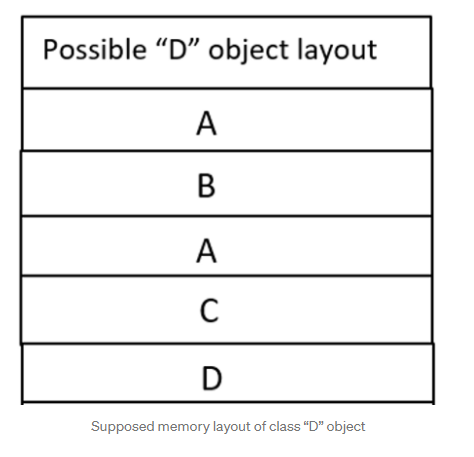 Possible “D” object layout
A
B
A
C
D
Supposed memory layout of class “D” object